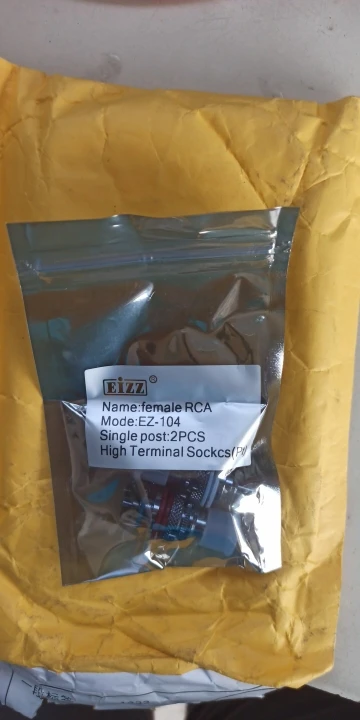 EiZZ ®
Name:female RCA
Mode:EZ-104
Single post:2PCS
High Terminal Sockcs(P